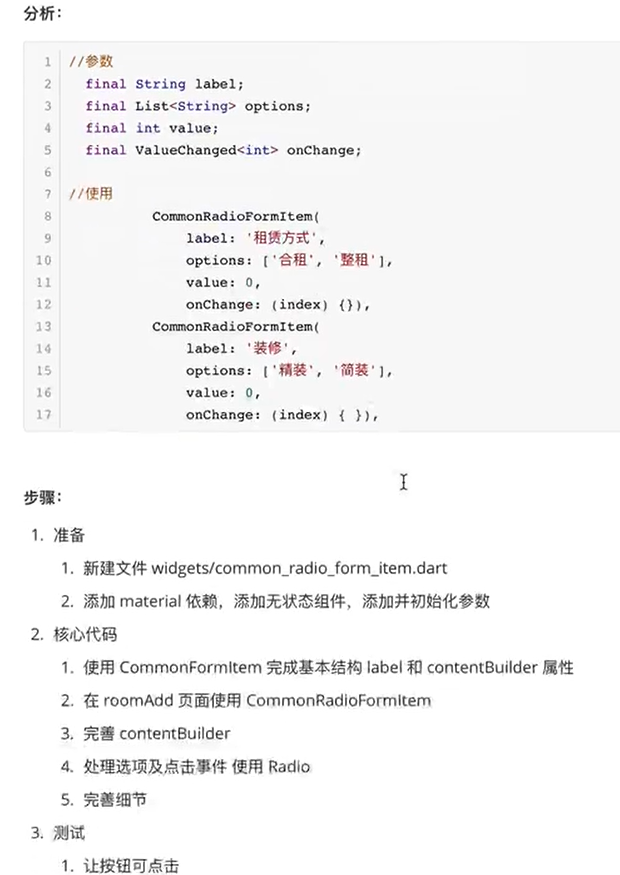 分析：
1 //参数
2 final String label;
3 final List<String> options;
4 final int value;
5 final ValueChanged<int> onChange;
6
7 //使用
8 CommonRadioFormItem(
9 label: '租赁方式',
10 options: ['合租', '整租'],
11 value: 0,
12 onChange: (index) {}),
13 CommonRadioFormItem(
14 label: '装修',
15 options: ['精装', '简装'],
16 value: 0,
17 onChange: (index) { }),
步骤：
1. 准备
1. 新建文件 widgets/common_radio_form_item.dart
2. 添加 material 依赖，添加无状态组件，添加并初始化参数
2. 核心代码
1. 使用 CommonFormItem 完成基本结构 label 和 contentBuilder 属性
2. 在 roomAdd 页面使用 CommonRadioFormItem
3. 完善 contentBuilder
4. 处理选项及点击事件 使用 Radio
5. 完善细节
3. 测试
1. 让按钮可点击